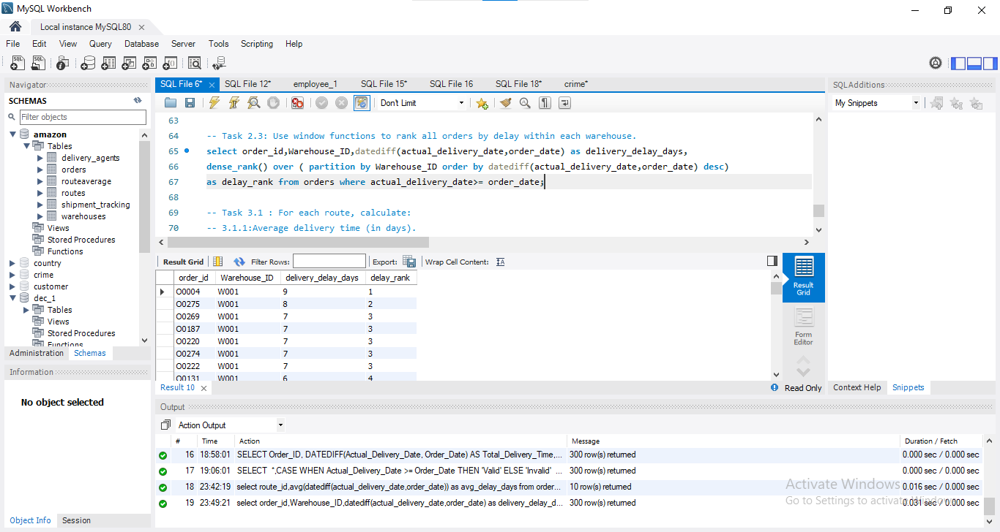 MySQL Workbench
Local instance MySQL80
File Edit View Query Database Server Tools Scripting Help
Navigator
SCHEMAS
Filter objects
amazon
Tables
delivery_agents
orders
routeaverage
routes
shipment_tracking
warehouses
Views
Stored Procedures
Functions
country
crime
customer
dec_1
Tables
Views
Stored Procedures
Functions
Administration Schemas
Information
No object selected
Object Info Session
SQL File 6* SQL File 12* employee_1 SQL File 15* SQL File 16 SQL File 18* crime*
Don't Limit
63
64 -- Task 2.3: Use window functions to rank all orders by delay within each warehouse.
65 select order_id,Warehouse_ID,datediff(actual_delivery_date,order_date) as delivery_delay_days,
66 dense_rank() over ( partition by Warehouse_ID order by datediff(actual_delivery_date,order_date) desc)
67 as delay_rank from orders where actual_delivery_date>= order_date;
68
69 -- Task 3.1 : For each route, calculate:
70 -- 3.1.1:Average delivery time (in days).
Result Grid Filter Rows: Export: Wrap Cell Content:
order_id Warehouse_ID delivery_delay_days delay_rank
O0004 W001 9 1
O0275 W001 8 2
O0269 W001 7 3
O0187 W001 7 3
O0220 W001 7 3
O0274 W001 7 3
O0222 W001 7 3
O0131 W001 6 4
Result Grid
Form Editor
Result 10
Read Only
SQLAdditions
My Snippets
Context Help Snippets
Output
Action Output
# Time Action Message Duration / Fetch
16 18:58:01 SELECT Order_ID, DATEDIFF(Actual_Delivery_Date, Order_Date) AS Total_Delivery_Time,... 300 row(s) returned 0.000 sec / 0.000 sec
17 19:06:01 SELECT *,CASE WHEN Actual_Delivery_Date >= Order_Date THEN 'Valid' ELSE 'Invalid' ... 300 row(s) returned 0.000 sec / 0.000 sec
18 23:42:19 select route_id,avg(datediff(actual_delivery_date,order_date)) as avg_delay_days from order... 10 row(s) returned 0.016 sec / 0.000 sec
19 23:49:21 select order_id,Warehouse_ID,datediff(actual_delivery_date,order_date) as delivery_delay_d... 300 row(s) returned 0.031 sec / 0.000 sec
Activate Windows
Go to Settings to activate Windows.